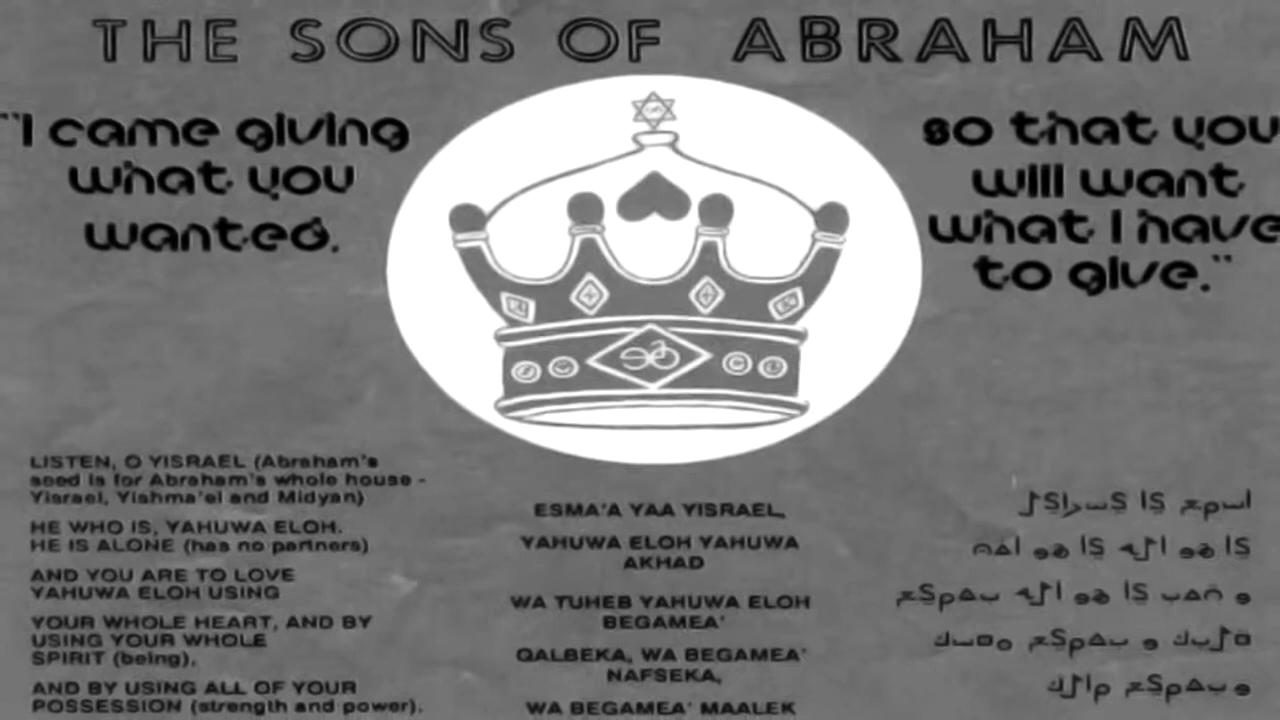 THE SONS OF ABRAHAM
"I came giving
what you
wanted.
so that you
will want
what I have
to give."
LISTEN, O YISRAEL (Abraham's
seed is for Abraham's whole house -
Yisrael, Yishma'el and Midyan)
HE WHO IS, YAHUWA ELOH.
HE IS ALONE (has no partners)
AND YOU ARE TO LOVE
YAHUWA ELOH USING
YOUR WHOLE HEART, AND BY
USING YOUR WHOLE
SPIRIT (being),
AND BY USING ALL OF YOUR
POSSESSION (strength and power).
ESMA'A YAA YISRAEL,
YAHUWA ELOH YAHUWA
AKHAD
WA TUHEB YAHUWA ELOH
BEGAMEA'
QALBEKA, WA BEGAMEA'
NAFSEKA,
WA BEGAMEA' MAALEK